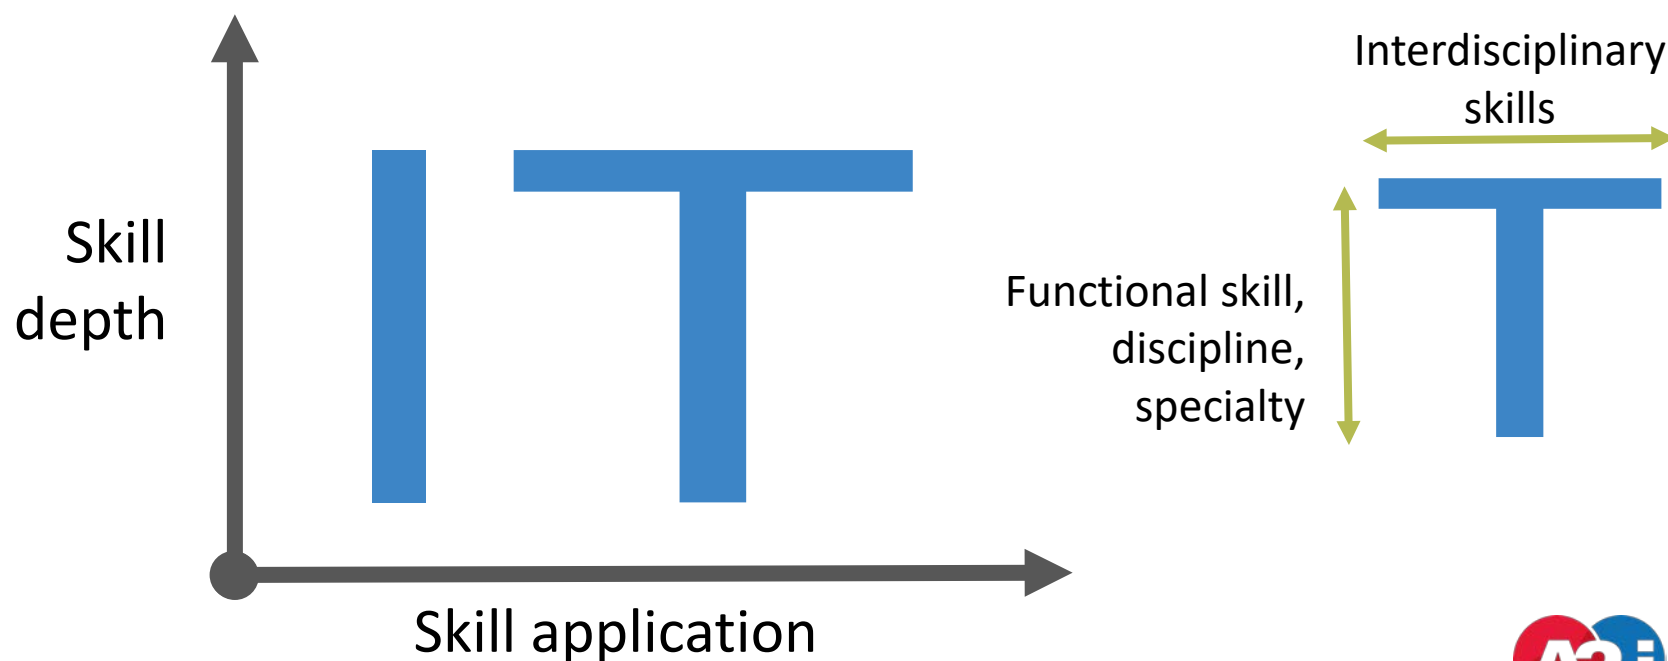 Skill
depth
Skill application
I T
Interdisciplinary
skills
Functional skill,
discipline,
specialty
T